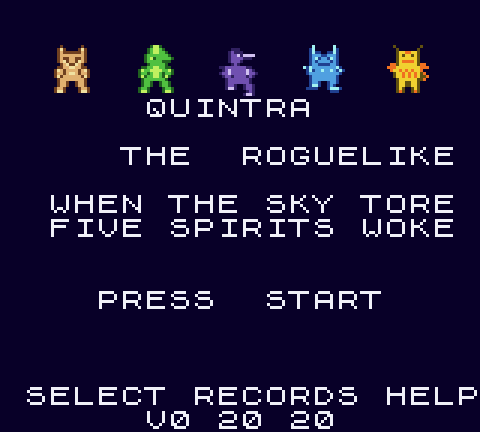 QUINTRA
THE ROGUELIKE
WHEN THE SKY TORE
FIVE SPIRITS WOKE
PRESS START
SELECT RECORDS HELP
V0 20 20